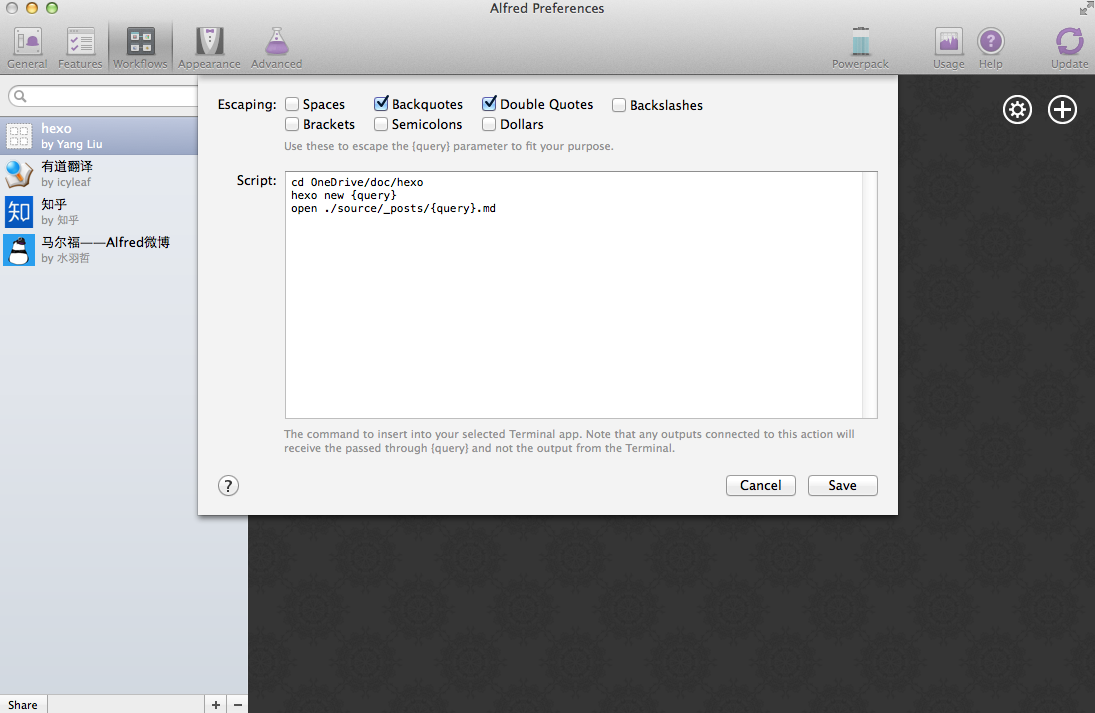 Alfred Preferences
General
Features
Workflows
Appearance
Advanced
Powerpack
Usage
Help
Update
hexo
by Yang Liu
有道翻译
by icyleaf
知乎
by 知乎
马尔福——Alfred微博
by 水羽哲
Escaping: Spaces Backquotes Double Quotes Backslashes
Brackets Semicolons Dollars
Use these to escape the {query} parameter to fit your purpose.
Script:
cd OneDrive/doc/hexo
hexo new {query}
open ./source/_posts/{query}.md
The command to insert into your selected Terminal app. Note that any outputs connected to this action will
receive the passed through {query} and not the output from the Terminal.
?
Cancel
Save
Share
+
−